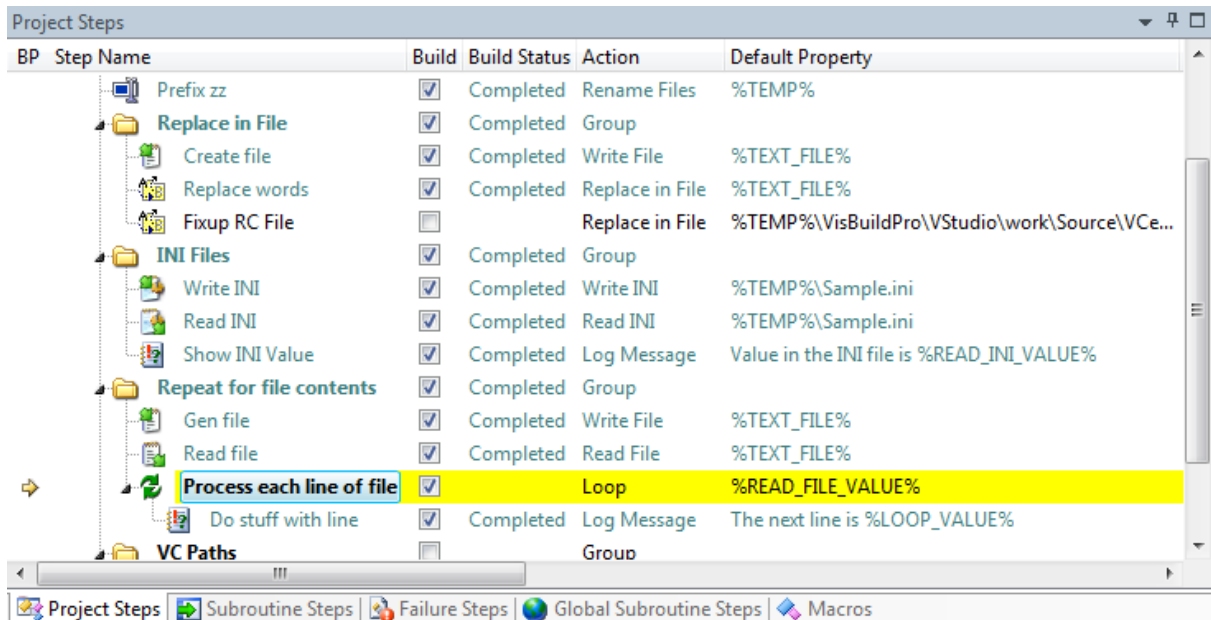 Project Steps
BP Step Name Build Build Status Action Default Property
Prefix zz Completed Rename Files %TEMP%
Replace in File Completed Group
Create file Completed Write File %TEXT_FILE%
Replace words Completed Replace in File %TEXT_FILE%
Fixup RC File Replace in File %TEMP%\VisBuildPro\VStudio\work\Source\VCe...
INI Files Completed Group
Write INI Completed Write INI %TEMP%\Sample.ini
Read INI Completed Read INI %TEMP%\Sample.ini
Show INI Value Completed Log Message Value in the INI file is %READ_INI_VALUE%
Repeat for file contents Completed Group
Gen file Completed Write File %TEXT_FILE%
Read file Completed Read File %TEXT_FILE%
Process each line of file Loop %READ_FILE_VALUE%
Do stuff with line Completed Log Message The next line is %LOOP_VALUE%
VC Paths Group
Project Steps Subroutine Steps Failure Steps Global Subroutine Steps Macros